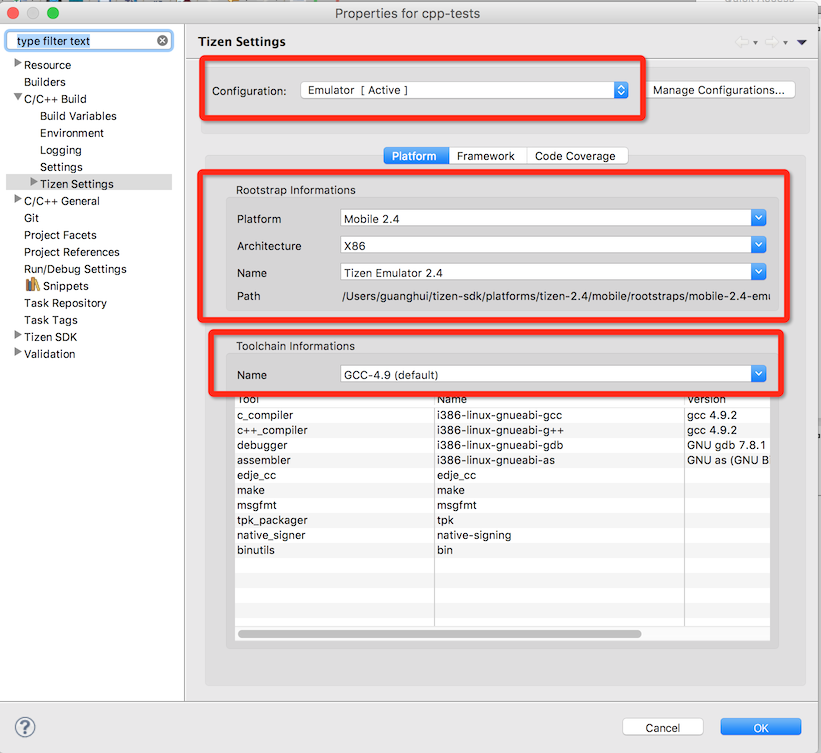 Properties for cpp-tests
type filter text
Resource
Builders
C/C++ Build
Build Variables
Environment
Logging
Settings
Tizen Settings
C/C++ General
Git
Project Facets
Project References
Run/Debug Settings
Snippets
Task Repository
Task Tags
Tizen SDK
Validation
Tizen Settings
Configuration: Emulator [ Active ] Manage Configurations...
Platform Framework Code Coverage
Rootstrap Informations
Platform Mobile 2.4
Architecture X86
Name Tizen Emulator 2.4
Path /Users/guanghui/tizen-sdk/platforms/tizen-2.4/mobile/rootstraps/mobile-2.4-emu
Toolchain Informations
Name GCC-4.9 (default)
Tool Name Version
c_compiler i386-linux-gnueabi-gcc gcc 4.9.2
c++_compiler i386-linux-gnueabi-g++ gcc 4.9.2
debugger i386-linux-gnueabi-gdb GNU gdb 7.8.1
assembler i386-linux-gnueabi-as GNU as (GNU B
edje_cc edje_cc
make make
msgfmt msgfmt
tpk_packager tpk
native_signer native-signing
binutils bin
? Cancel OK